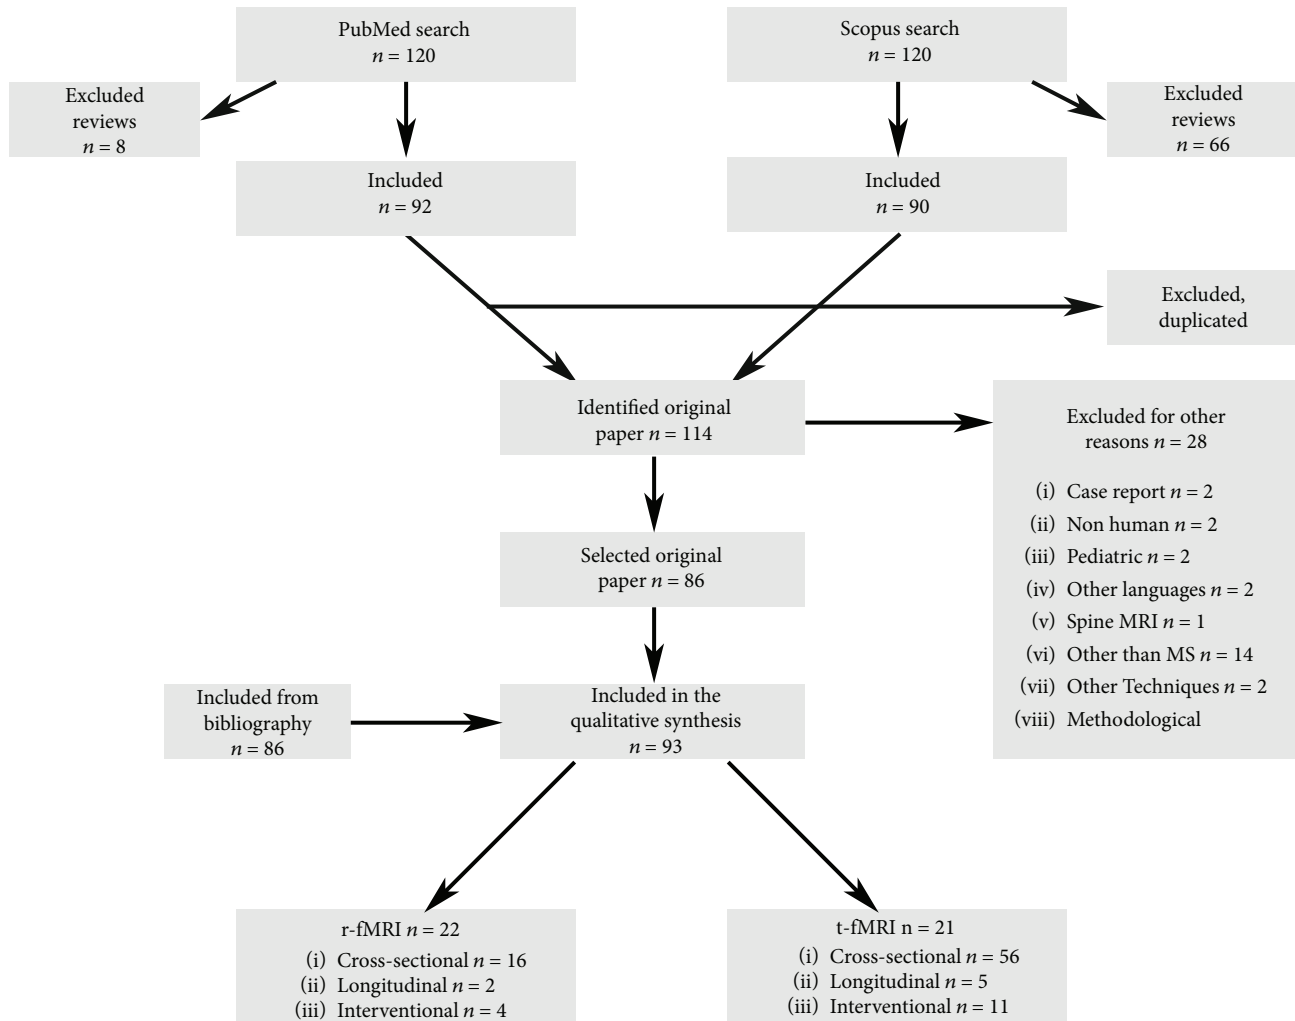 PubMed search
n = 120
Scopus search
n = 120
Excluded
reviews
n = 8
Excluded
reviews
n = 66
Included
n = 92
Included
n = 90
Excluded,
duplicated
Identified original
paper n = 114
Excluded for other
reasons n = 28
(i) Case report n = 2
(ii) Non human n = 2
(iii) Pediatric n = 2
(iv) Other languages n = 2
(v) Spine MRI n = 1
(vi) Other than MS n = 14
(vii) Other Techniques n = 2
(viii) Methodological
Selected original
paper n = 86
Included from
bibliography
n = 86
Included in the
qualitative synthesis
n = 93
r-fMRI n = 22
(i) Cross-sectional n = 16
(ii) Longitudinal n = 2
(iii) Interventional n = 4
t-fMRI n = 21
(i) Cross-sectional n = 56
(ii) Longitudinal n = 5
(iii) Interventional n = 11